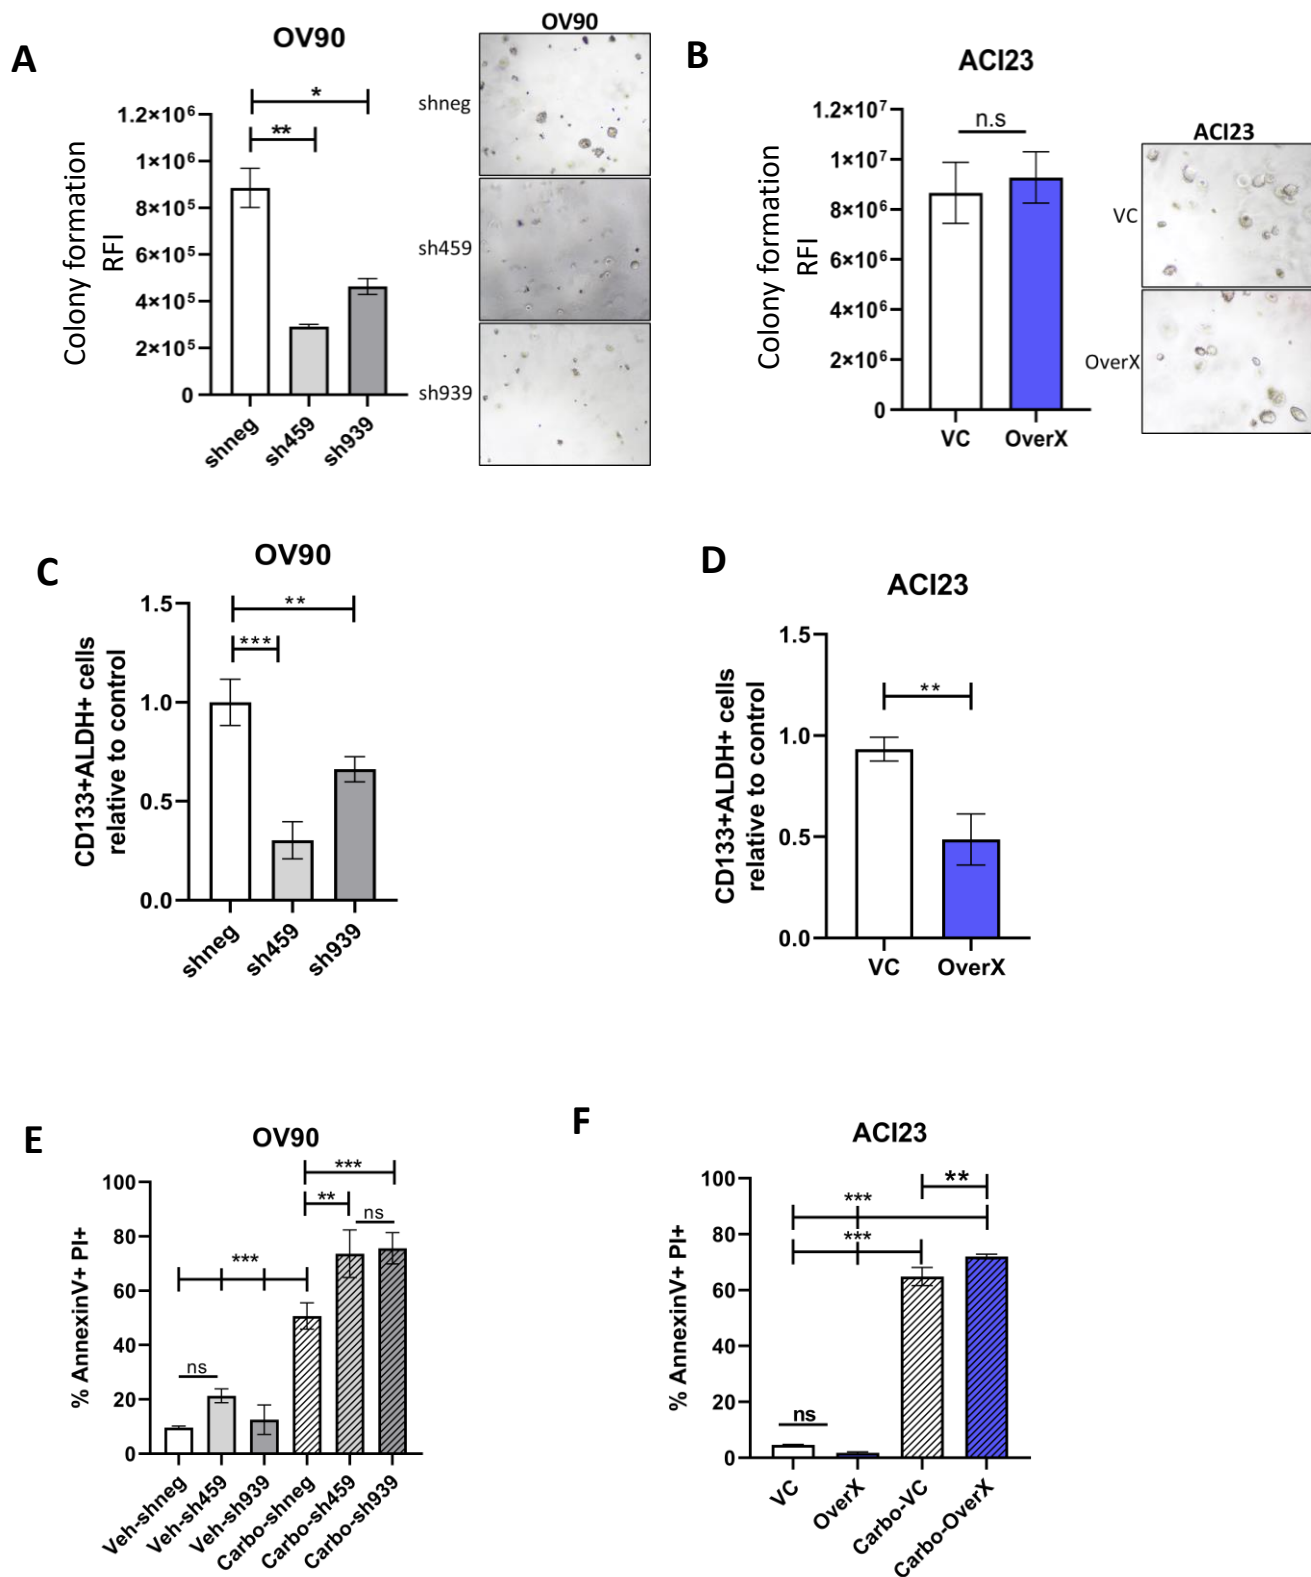 A
OV90
Colony formation
RFI
1.2×10⁶
1×10⁶
8×10⁵
6×10⁵
4×10⁵
2×10⁵
0
*
**
shneg
sh459
sh939
OV90
shneg
sh459
sh939
B
ACI23
Colony formation
RFI
1.2×10⁷
1×10⁷
8×10⁶
6×10⁶
4×10⁶
2×10⁶
0
n.s
VC
OverX
ACI23
VC
OverX
C
OV90
CD133+ALDH+ cells
relative to control
1.5
1.0
0.5
0.0
**
***
shneg
sh459
sh939
D
ACI23
CD133+ALDH+ cells
relative to control
1.5
1.0
0.5
0.0
**
VC
OverX
E
OV90
% AnnexinV+ PI+
100
80
60
40
20
0
***
**
ns
***
ns
Veh-shneg
Veh-sh459
Veh-sh939
Carbo-shneg
Carbo-sh459
Carbo-sh939
F
ACI23
% AnnexinV+ PI+
100
80
60
40
20
0
**
***
***
ns
VC
OverX
Carbo-VC
Carbo-OverX